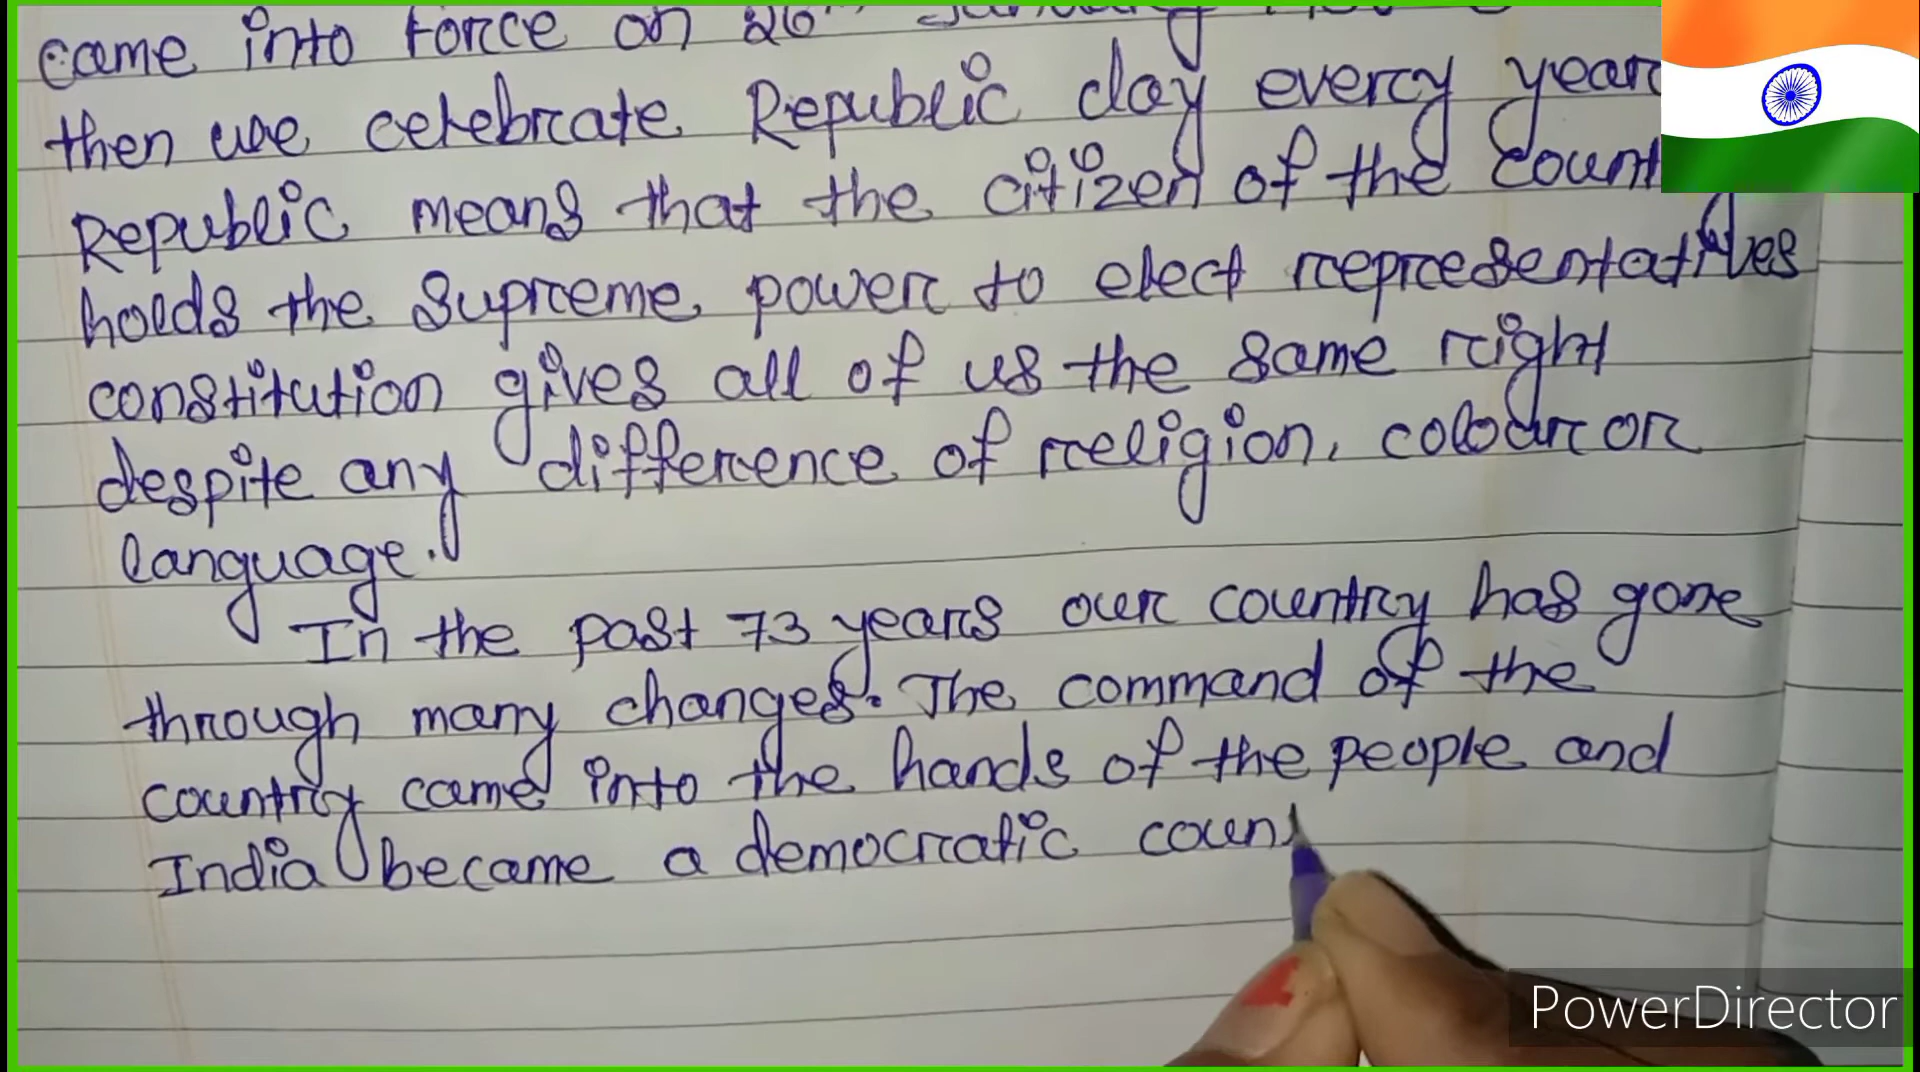 came into force on 26th January
then we celebrate Republic day every year
Republic means that the citizen of the
holds the Supreme power to elect representatives
constitution gives all of us the same right
despite any difference of religion, colour or
language.
In the past 73 years our country has gone
through many changes. The command of the
country came into the hands of the people and
India became a democratic coun
PowerDirector